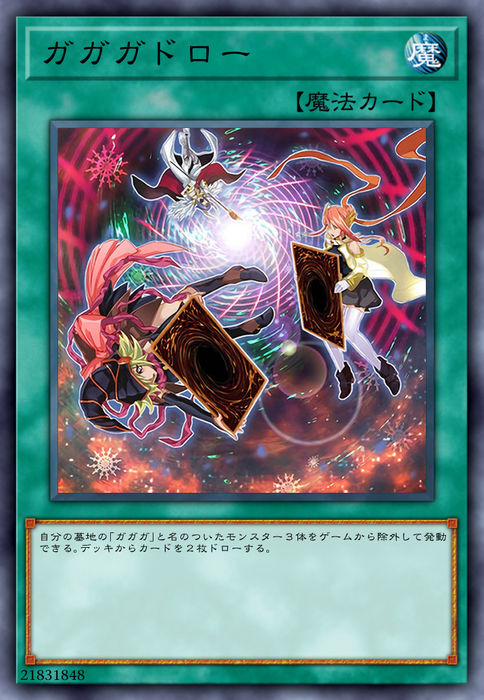 ガガガドロー
魔
【魔法カード】
自分の墓地の「ガガガ」と名のついたモンスター３体をゲームから除外して発動
できる。デッキからカードを２枚ドローする。
21831848